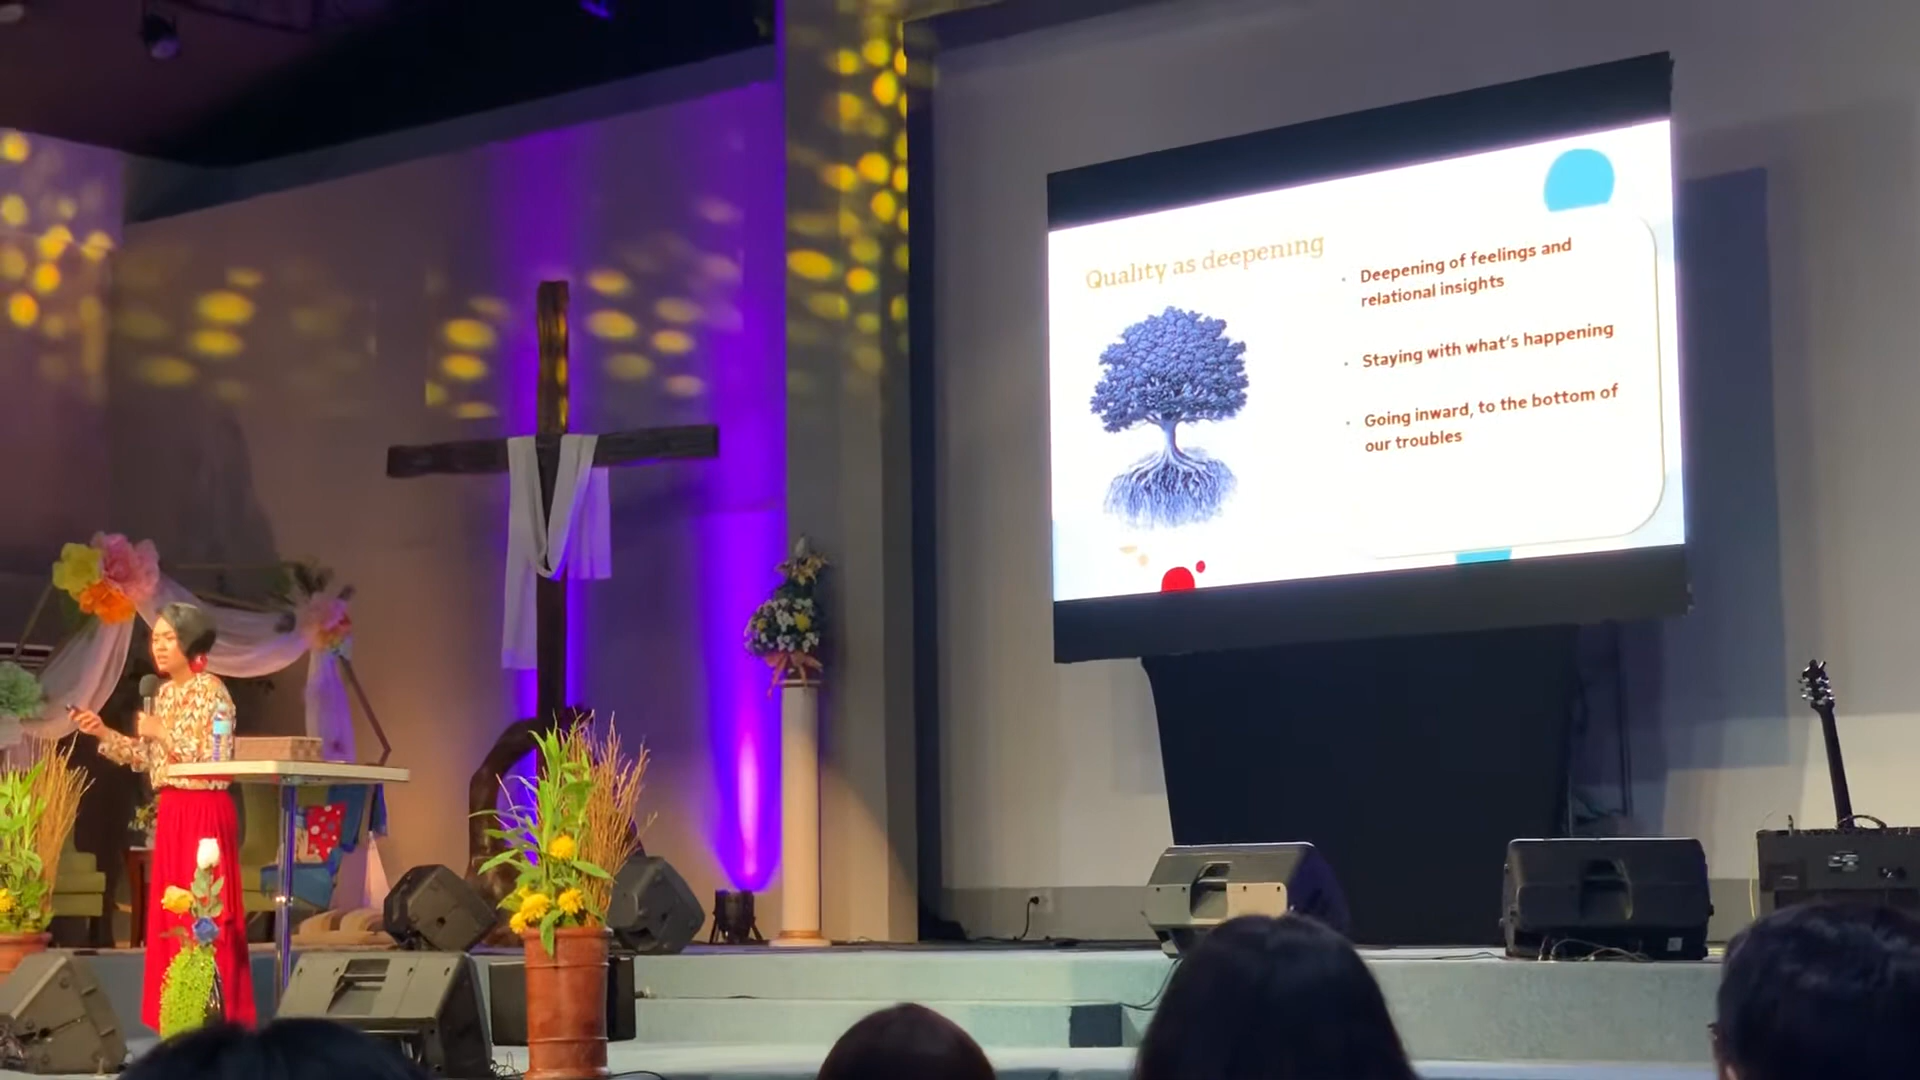 Quality as deepening
• Deepening of feelings and
relational insights
• Staying with what's happening
• Going inward, to the bottom of
our troubles